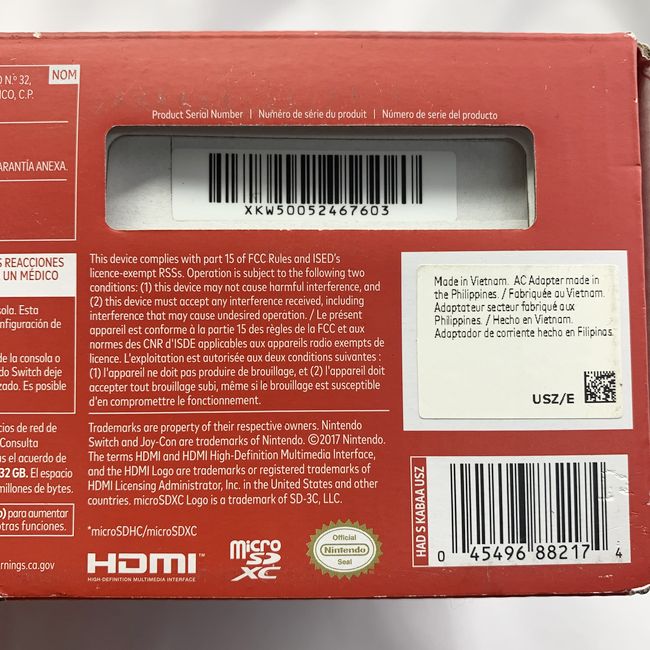 O N.º 32,
ICO, C.P.
NOM
ARANTÍA ANEXA.
S REACCIONES
UN MÉDICO
sola. Esta
nfiguración de
de la consola o
do Switch deje
zado. Es posible
cios de red de
Consulta
as el acuerdo de
32 GB. El espacio
millones de bytes.
o) para aumentar
otras funciones.
rnings.ca.gov
Product Serial Number | Numéro de série du produit | Número de serie del producto
XKW50052467603
This device complies with part 15 of FCC Rules and ISED's
licence-exempt RSSs. Operation is subject to the following two
conditions: (1) this device may not cause harmful interference, and
(2) this device must accept any interference received, including
interference that may cause undesired operation. / Le présent
appareil est conforme à la partie 15 des règles de la FCC et aux
normes des CNR d'ISDE applicables aux appareils radio exempts de
licence. L'exploitation est autorisée aux deux conditions suivantes :
(1) l'appareil ne doit pas produire de brouillage, et (2) l'appareil doit
accepter tout brouillage subi, même si le brouillage est susceptible
d'en compromettre le fonctionnement.
Trademarks are property of their respective owners. Nintendo
Switch and Joy-Con are trademarks of Nintendo. ©2017 Nintendo.
The terms HDMI and HDMI High-Definition Multimedia Interface,
and the HDMI Logo are trademarks or registered trademarks of
HDMI Licensing Administrator, Inc. in the United States and other
countries. microSDXC Logo is a trademark of SD-3C, LLC.
*microSDHC/microSDXC
HDMI™
HIGH-DEFINITION MULTIMEDIA INTERFACE
micro
SD
XC
Official
Nintendo
Seal
Made in Vietnam. AC Adapter made in
the Philippines. / Fabriquée au Vietnam.
Adaptateur secteur fabriqué aux
Philippines. / Hecho en Vietnam.
Adaptador de corriente hecho en Filipinas.
USZ/E
HAD S KABAA USZ
0 45496 88217 4